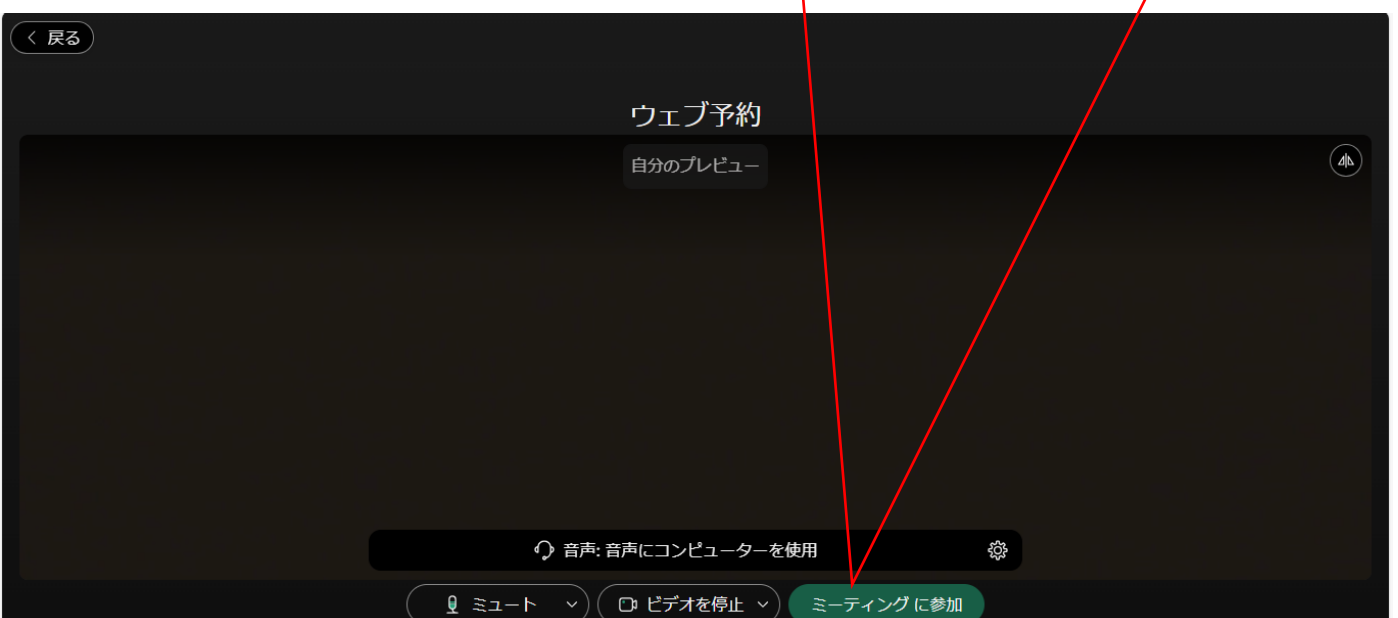 戻る
ウェブ予約
自分のプレビュー
音声: 音声にコンピューターを使用
ミュート
ビデオを停止
ミーティング に参加